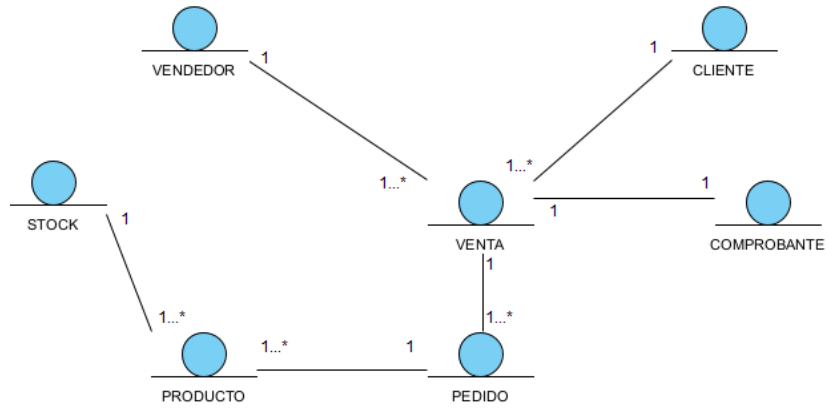 VENDEDOR
1
1
CLIENTE
STOCK
1
1...*
1...*
1
1
VENTA
COMPROBANTE
1
1...*
1...*
1...*
1
PRODUCTO
PEDIDO